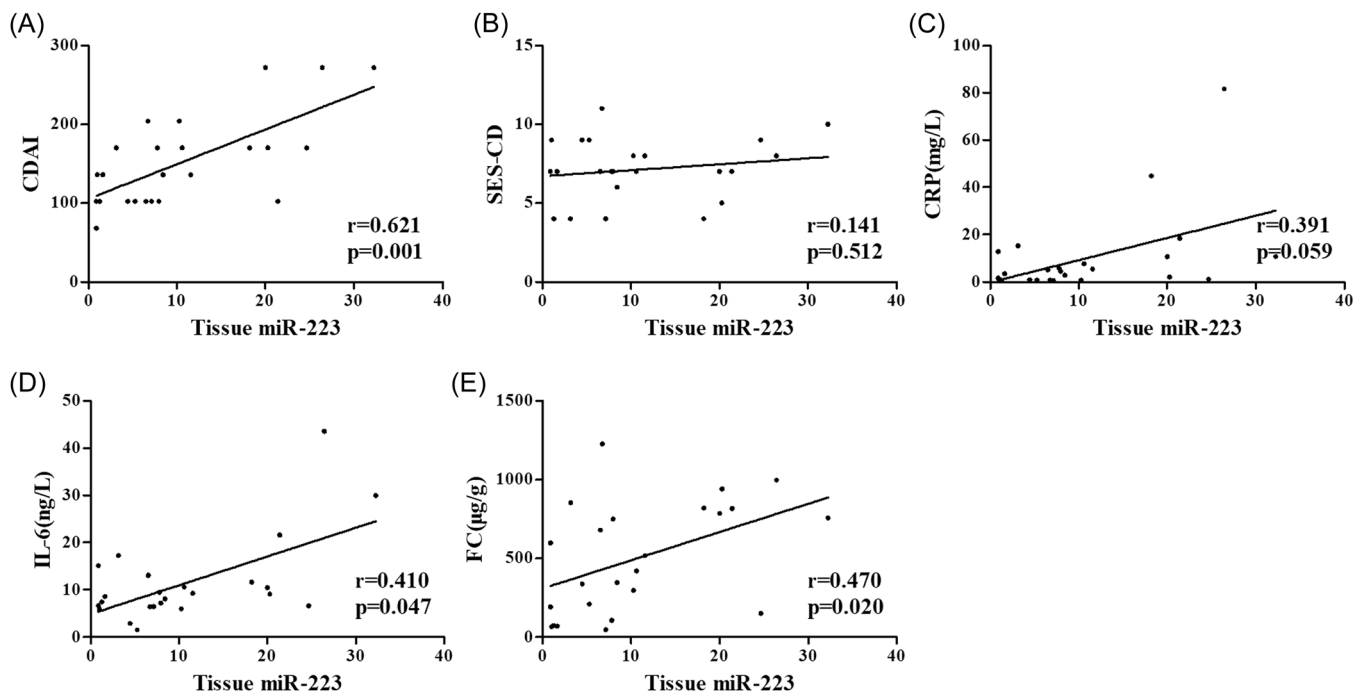 (A)
300
200
100
0
CDAI
r=0.621
p=0.001
0 10 20 30 40
Tissue miR-223
(B)
15
10
5
0
SES-CD
r=0.141
p=0.512
0 10 20 30 40
Tissue miR-223
(C)
100
80
60
40
20
0
CRP(mg/L)
r=0.391
p=0.059
0 10 20 30 40
Tissue miR-223
(D)
50
40
30
20
10
0
IL-6(ng/L)
r=0.410
p=0.047
0 10 20 30 40
Tissue miR-223
(E)
1500
1000
500
0
FC(μg/g)
r=0.470
p=0.020
0 10 20 30 40
Tissue miR-223